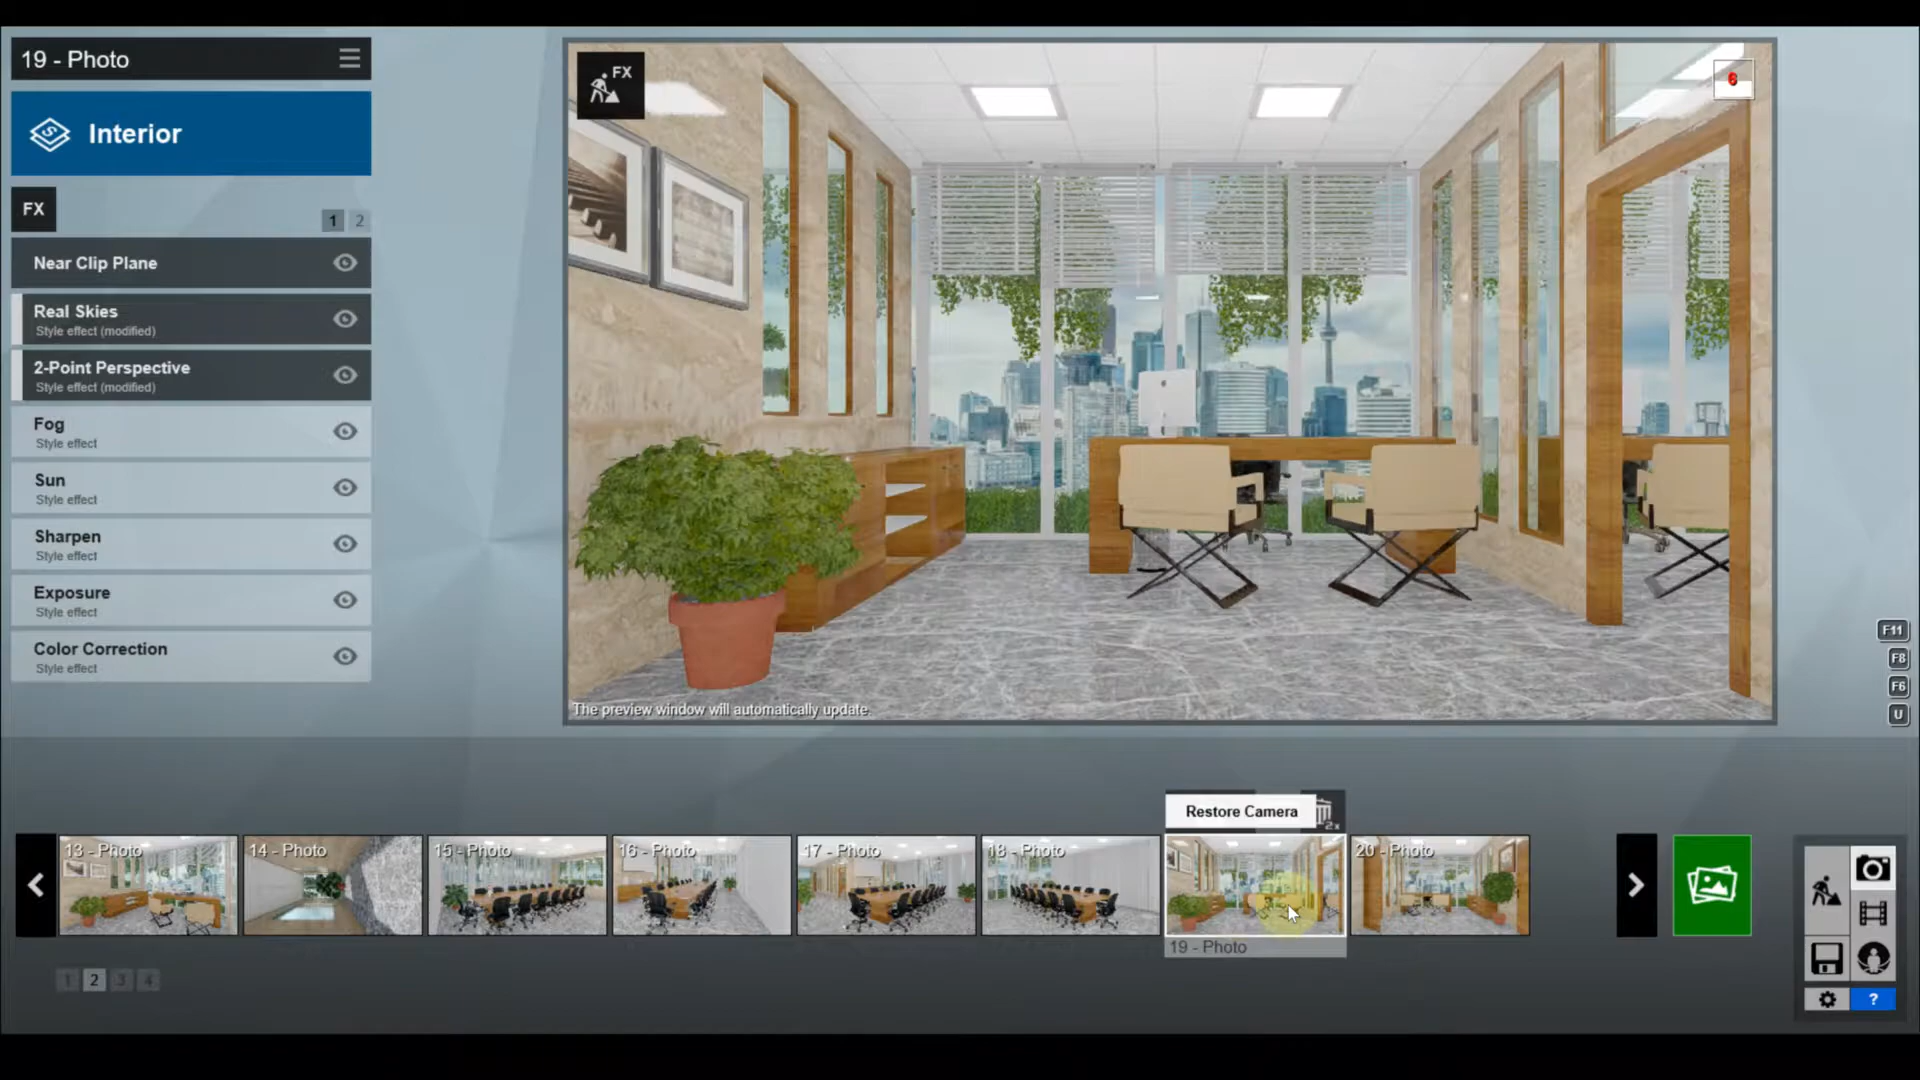 19 - Photo
Interior
FX
1 2
Near Clip Plane
Real Skies
Style effect (modified)
2-Point Perspective
Style effect (modified)
Fog
Style effect
Sun
Style effect
Sharpen
Style effect
Exposure
Style effect
Color Correction
Style effect
FX
6
The preview window will automatically update.
F11
F8
F6
U
Restore Camera
2x
13 - Photo
14 - Photo
15 - Photo
16 - Photo
17 - Photo
18 - Photo
20 - Photo
19 - Photo
1 2 3 4
?